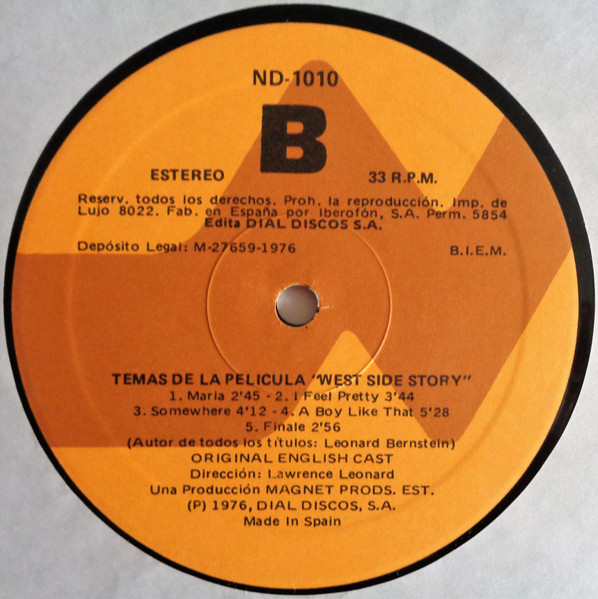 ND-1010
B
ESTEREO 33 R.P.M.
Reserv. todos los derechos. Proh. la reproducción. Imp. de
Lujo 8022. Fab. en España por Iberofón, S.A. Perm. 5854
Edita DIAL DISCOS S.A.
Depósito Legal: M-27659-1976 B.I.E.M.
TEMAS DE LA PELICULA "WEST SIDE STORY"
1. María 2'45 - 2. I Feel Pretty 3'44
3. Somewhere 4'12 - 4. A Boy Like That 5'28
5. Finale 2'56
(Autor de todos los títulos: Leonard Bernstein)
ORIGINAL ENGLISH CAST
Dirección: Lawrence Leonard
Una Producción MAGNET PRODS. EST.
(P) 1976, DIAL DISCOS, S.A.
Made In Spain